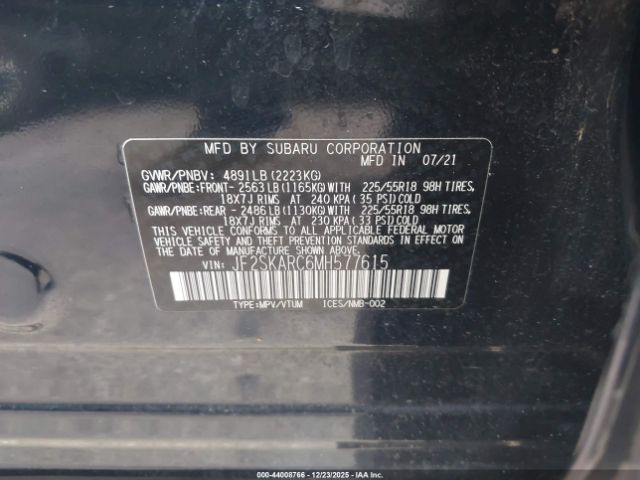 MFD BY SUBARU CORPORATION
MFD IN 07/21
GVWR/PNBV: 4891LB(2223KG)
GAWR/PNBE:FRONT- 2563LB(1165KG)WITH 225/55R18 98H TIRES,
18X7J RIMS AT 240 KPA(35 PSI)COLD
GAWR/PNBE:REAR - 2486LB(1130KG)WITH 225/55R18 98H TIRES,
18X7J RIMS AT 230 KPA(33 PSI)COLD
THIS VEHICLE CONFORMS TO ALL APPLICABLE FEDERAL MOTOR
VEHICLE SAFETY, BUMPER, AND THEFT PREVENTION STANDARDS IN EFFECT ON
THE DATE OF MANUFACTURE SHOWN ABOVE.
VIN: JF2SKARC6MH577615
TYPE:MPV/VTUM ICES/NMB-002
000-44008766 - 12/23/2025 - IAAI.COM